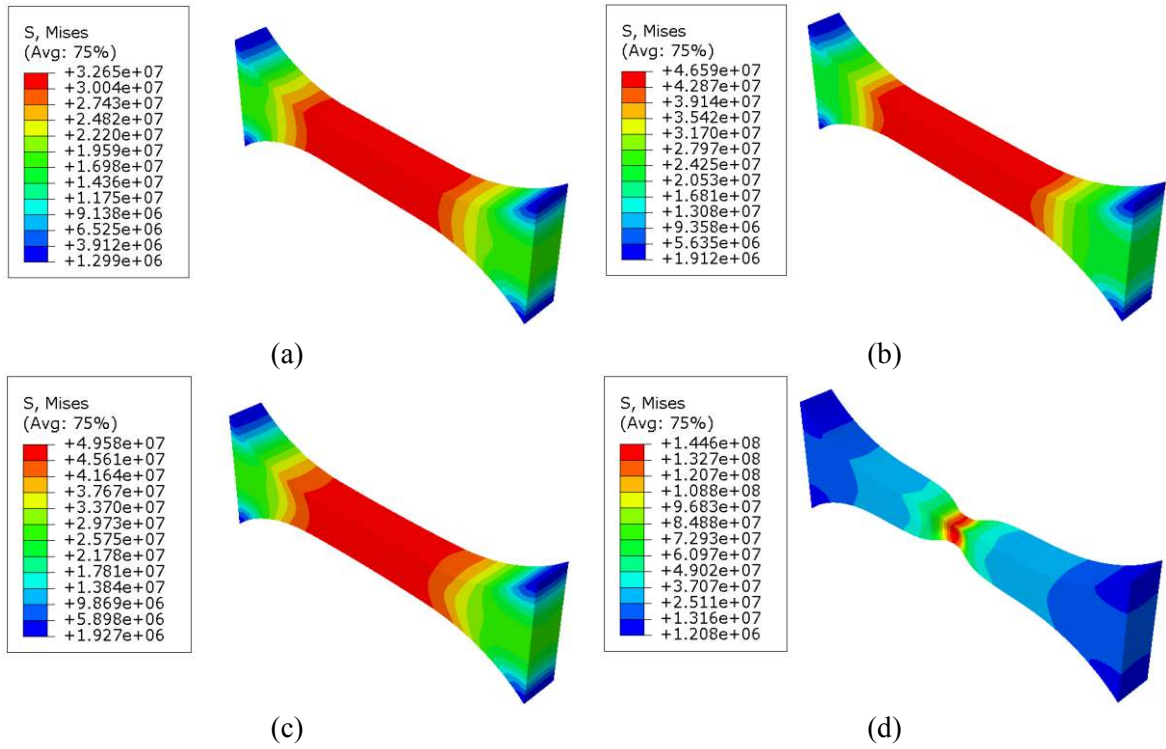 S, Mises
(Avg: 75%)
+3.265e+07
+3.004e+07
+2.743e+07
+2.482e+07
+2.220e+07
+1.959e+07
+1.698e+07
+1.436e+07
+1.175e+07
+9.138e+06
+6.525e+06
+3.912e+06
+1.299e+06
(a)
S, Mises
(Avg: 75%)
+4.659e+07
+4.287e+07
+3.914e+07
+3.542e+07
+3.170e+07
+2.797e+07
+2.425e+07
+2.053e+07
+1.681e+07
+1.308e+07
+9.358e+06
+5.635e+06
+1.912e+06
(b)
S, Mises
(Avg: 75%)
+4.958e+07
+4.561e+07
+4.164e+07
+3.767e+07
+3.370e+07
+2.973e+07
+2.575e+07
+2.178e+07
+1.781e+07
+1.384e+07
+9.869e+06
+5.898e+06
+1.927e+06
(c)
S, Mises
(Avg: 75%)
+1.446e+08
+1.327e+08
+1.207e+08
+1.088e+08
+9.683e+07
+8.488e+07
+7.293e+07
+6.097e+07
+4.902e+07
+3.707e+07
+2.511e+07
+1.316e+07
+1.208e+06
(d)